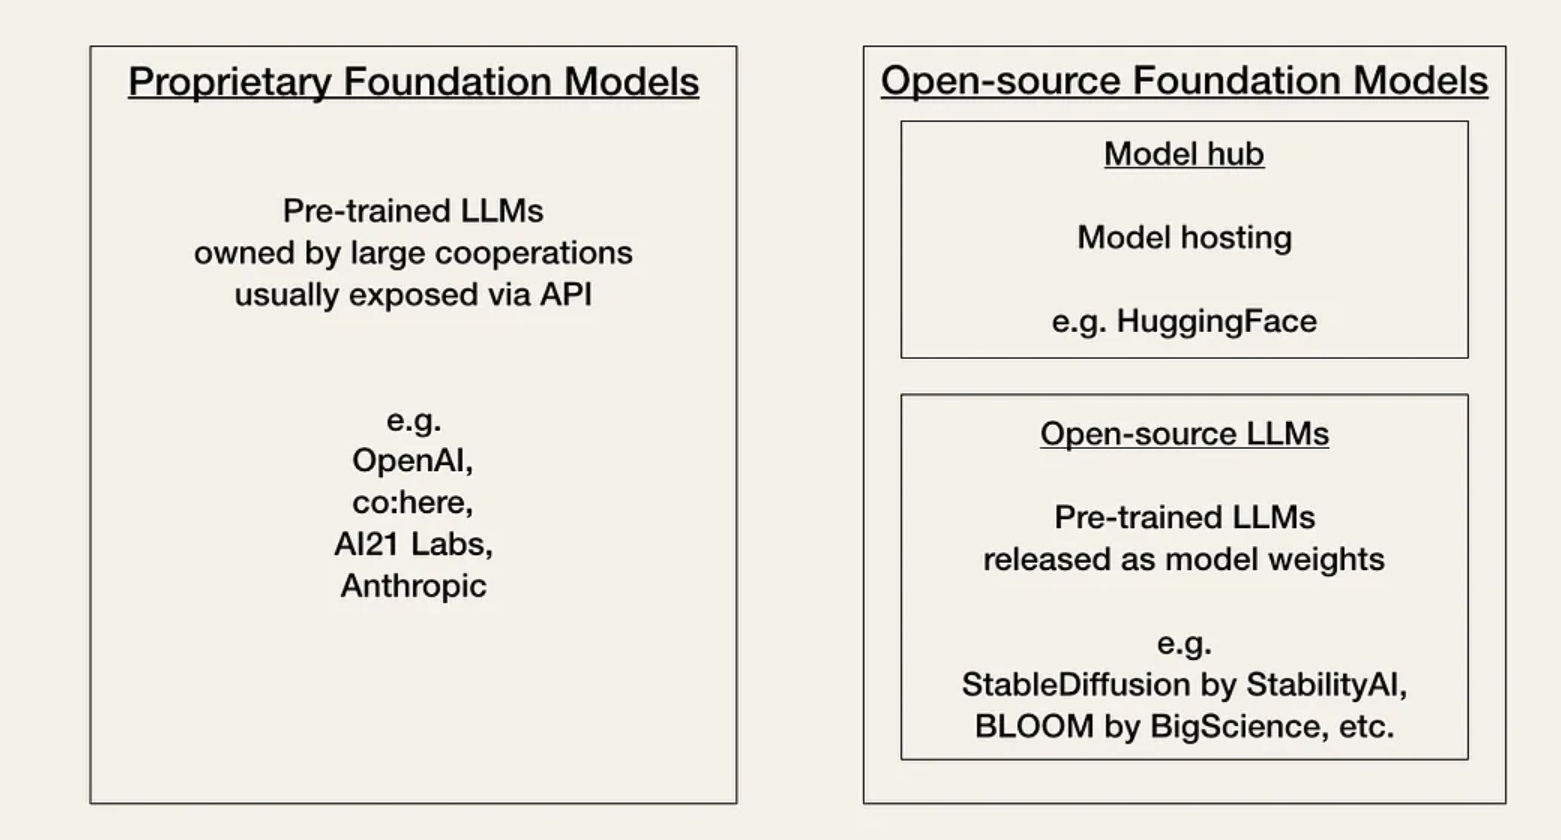 Proprietary Foundation Models
Pre-trained LLMs
owned by large cooperations
usually exposed via API
e.g.
OpenAI,
co:here,
AI21 Labs,
Anthropic
Open-source Foundation Models
Model hub
Model hosting
e.g. HuggingFace
Open-source LLMs
Pre-trained LLMs
released as model weights
e.g.
StableDiffusion by StabilityAI,
BLOOM by BigScience, etc.